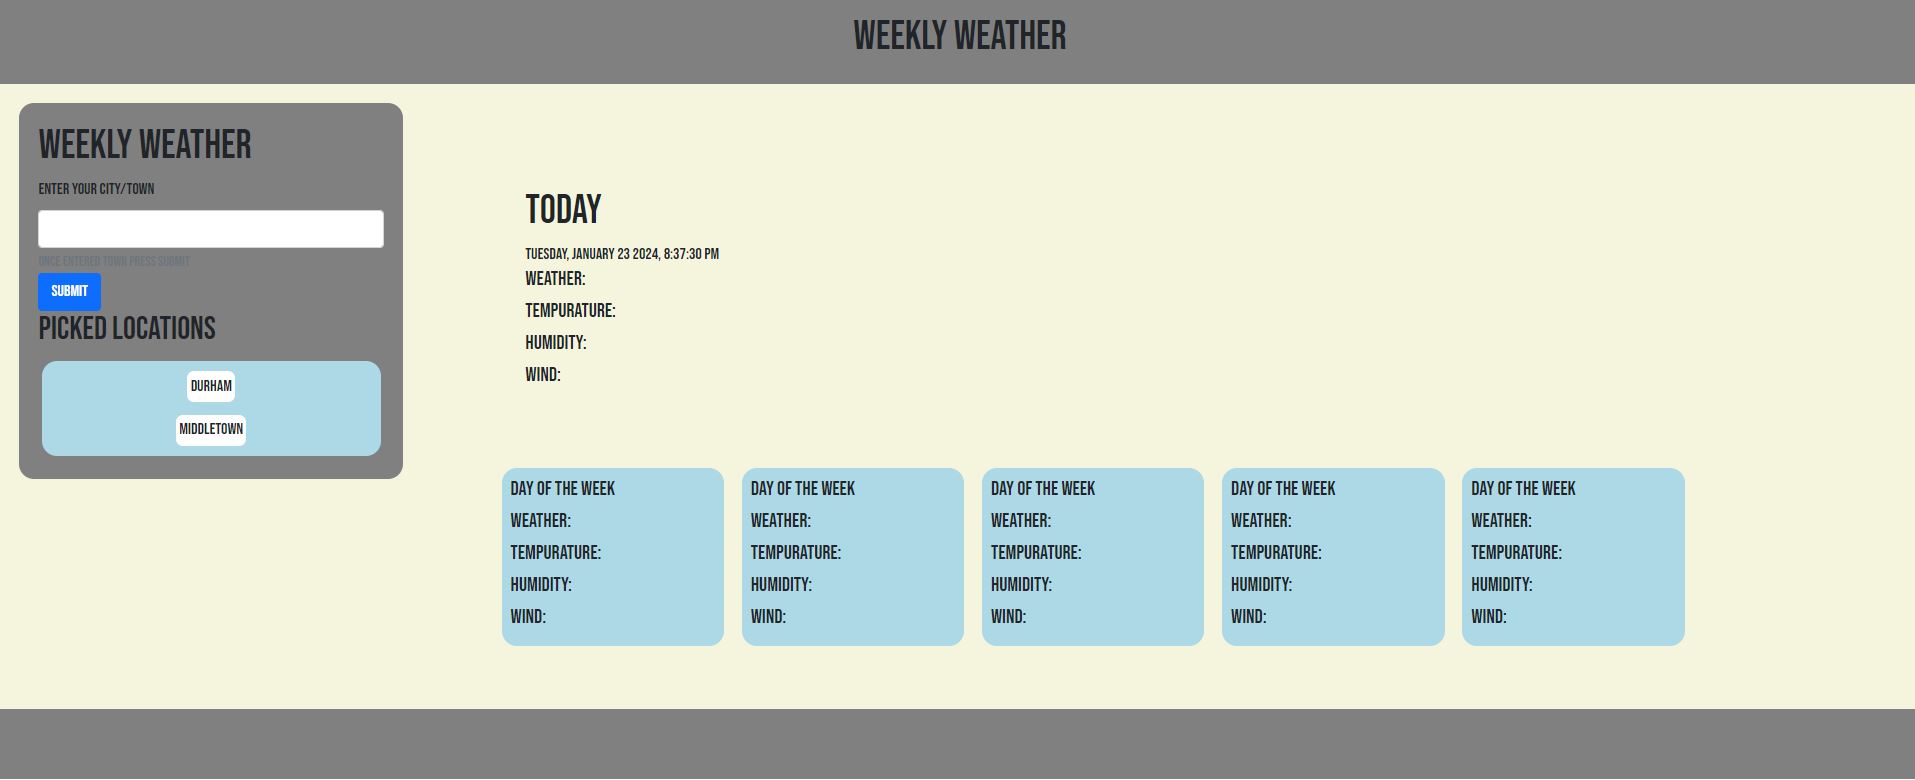 WEEKLY WEATHER
WEEKLY WEATHER
ENTER YOUR CITY/TOWN
ONCE ENTERED TOWN PRESS SUBMIT
SUBMIT
PICKED LOCATIONS
DURHAM
MIDDLETOWN
TODAY
TUESDAY, JANUARY 23 2024, 8:37:30 PM
WEATHER:
TEMPURATURE:
HUMIDITY:
WIND:
DAY OF THE WEEK
WEATHER:
TEMPURATURE:
HUMIDITY:
WIND:
DAY OF THE WEEK
WEATHER:
TEMPURATURE:
HUMIDITY:
WIND:
DAY OF THE WEEK
WEATHER:
TEMPURATURE:
HUMIDITY:
WIND:
DAY OF THE WEEK
WEATHER:
TEMPURATURE:
HUMIDITY:
WIND:
DAY OF THE WEEK
WEATHER:
TEMPURATURE:
HUMIDITY:
WIND: